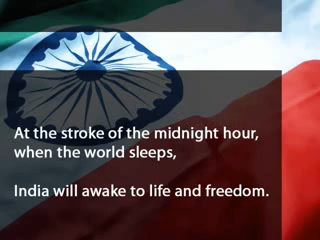 At the stroke of the midnight hour,
when the world sleeps,
India will awake to life and freedom.